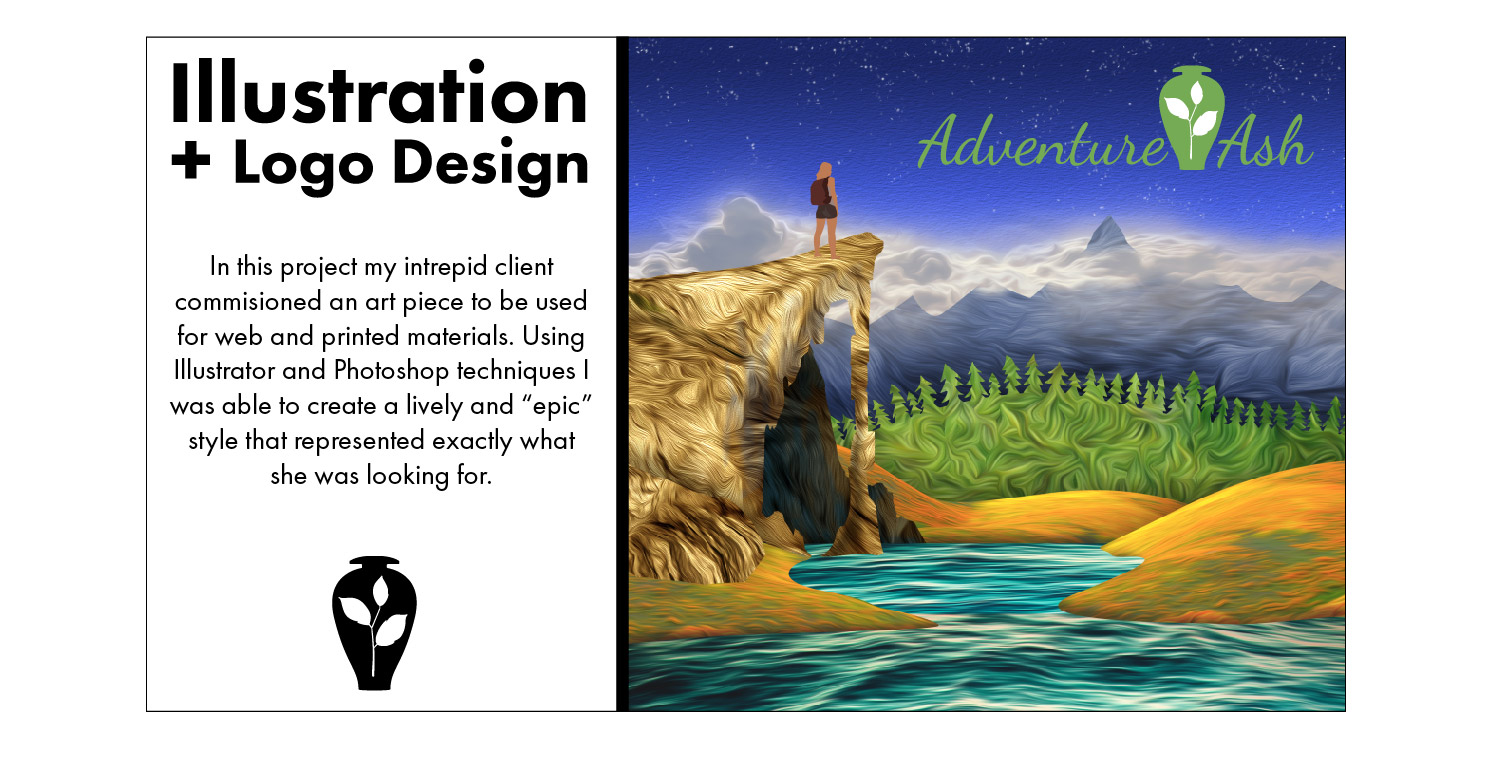 Illustration
+ Logo Design
In this project my intrepid client
commisioned an art piece to be used
for web and printed materials. Using
Illustrator and Photoshop techniques I
was able to create a lively and “epic”
style that represented exactly what
she was looking for.
Adventure Ash